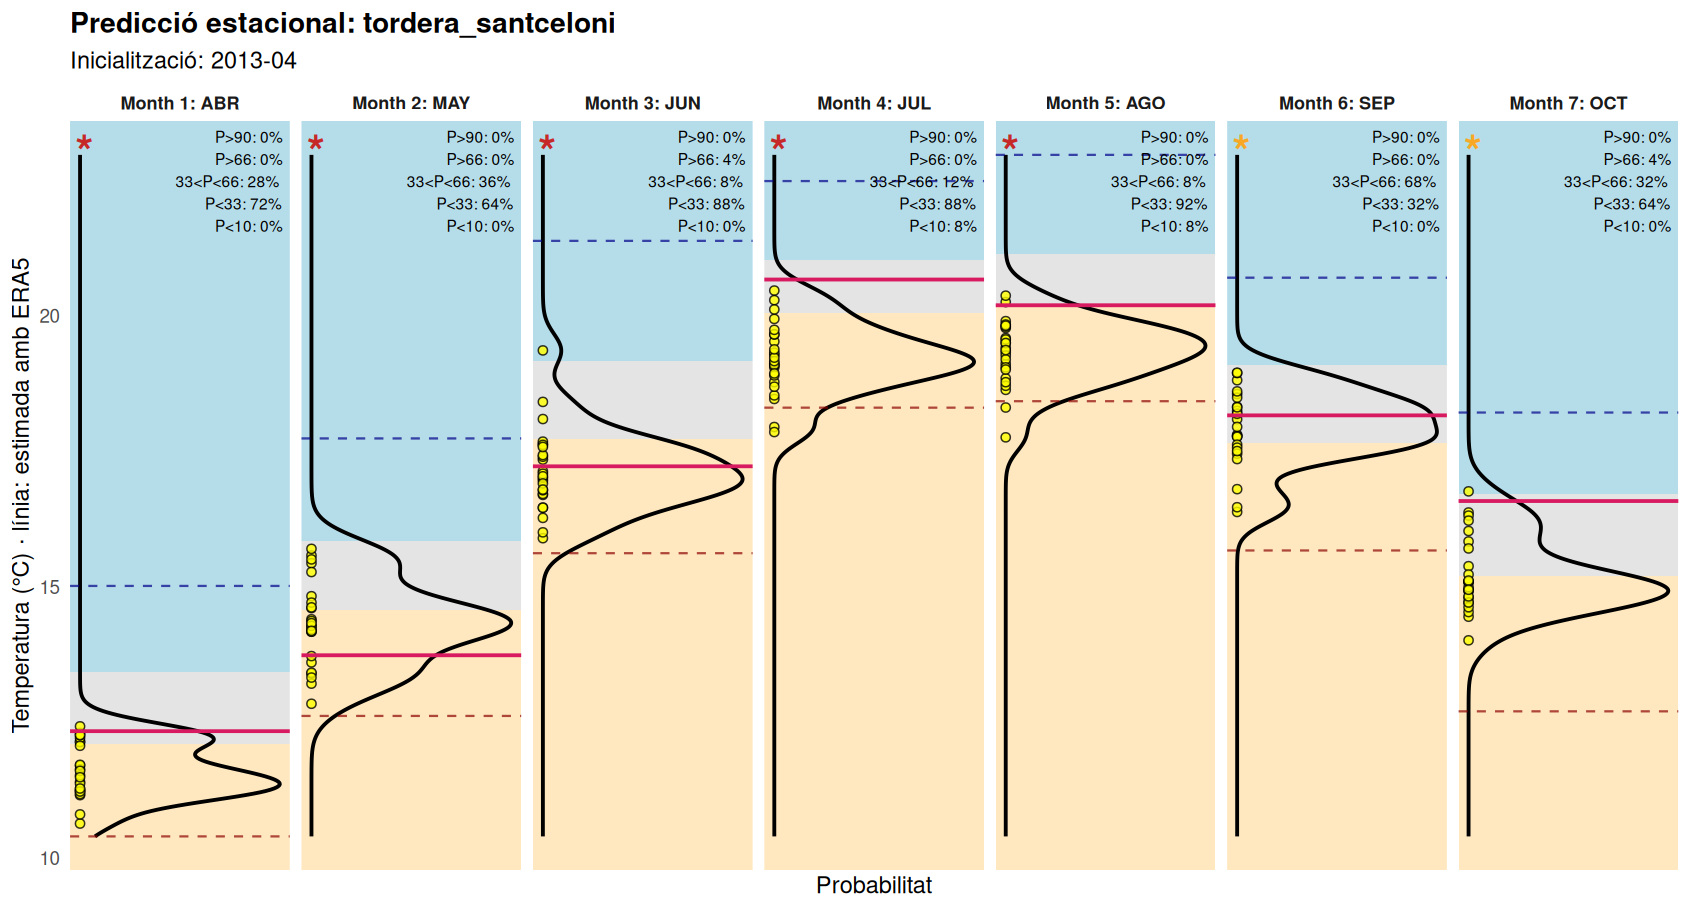 Predicció estacional: tordera_santceloni
Inicialització: 2013-04
Month 1: ABR
P>90: 0%
P>66: 0%
33<P<66: 28%
P<33: 72%
P<10: 0%
Month 2: MAY
P>90: 0%
P>66: 0%
33<P<66: 36%
P<33: 64%
P<10: 0%
Month 3: JUN
P>90: 0%
P>66: 4%
33<P<66: 8%
P<33: 88%
P<10: 0%
Month 4: JUL
P>90: 0%
P>66: 0%
33<P<66: 12%
P<33: 88%
P<10: 8%
Month 5: AGO
P>90: 0%
P>66: 0%
33<P<66: 8%
P<33: 92%
P<10: 8%
Month 6: SEP
P>90: 0%
P>66: 0%
33<P<66: 68%
P<33: 32%
P<10: 0%
Month 7: OCT
P>90: 0%
P>66: 4%
33<P<66: 32%
P<33: 64%
P<10: 0%
Temperatura (°C) · línia: estimada amb ERA5
20
15
10
Probabilitat